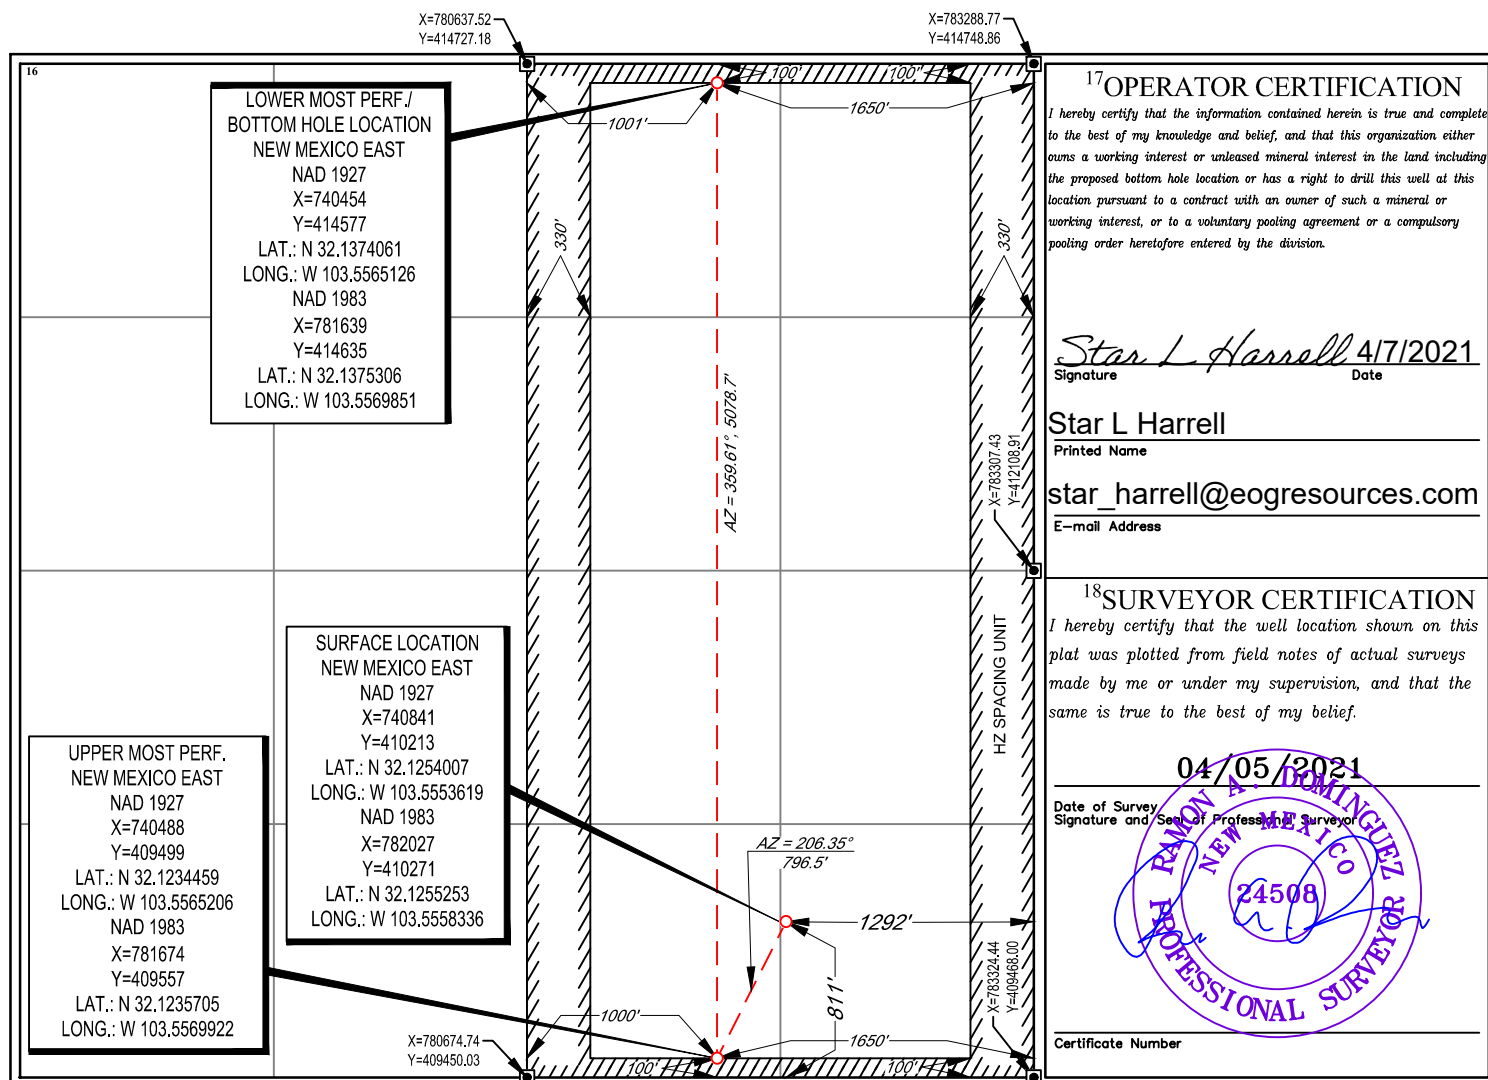 X=780637.52
Y=414727.18
X=783288.77
Y=414748.86
16
100'
100'
1001'
1650'
LOWER MOST PERF./
BOTTOM HOLE LOCATION
NEW MEXICO EAST
NAD 1927
X=740454
Y=414577
LAT.: N 32.1374061
LONG.: W 103.5565126
NAD 1983
X=781639
Y=414635
LAT.: N 32.1375306
LONG.: W 103.5569851
330'
330'
AZ = 359.61°, 5078.7'
X=783307.43
Y=412108.91
HZ SPACING UNIT
SURFACE LOCATION
NEW MEXICO EAST
NAD 1927
X=740841
Y=410213
LAT.: N 32.1254007
LONG.: W 103.5553619
NAD 1983
X=782027
Y=410271
LAT.: N 32.1255253
LONG.: W 103.5558336
UPPER MOST PERF.
NEW MEXICO EAST
NAD 1927
X=740488
Y=409499
LAT.: N 32.1234459
LONG.: W 103.5565206
NAD 1983
X=781674
Y=409557
LAT.: N 32.1235705
LONG.: W 103.5569922
AZ = 206.35°
796.5'
1292'
811'
X=783324.44
Y=409468.00
1000'
1650'
100'
100'
X=780674.74
Y=409450.03
17 OPERATOR CERTIFICATION
I hereby certify that the information contained herein is true and complete
to the best of my knowledge and belief, and that this organization either
owns a working interest or unleased mineral interest in the land including
the proposed bottom hole location or has a right to drill this well at this
location pursuant to a contract with an owner of such a mineral or
working interest, or to a voluntary pooling agreement or a compulsory
pooling order heretofore entered by the division.
Star L Harrell 4/7/2021
Signature Date
Star L Harrell
Printed Name
star_harrell@eogresources.com
E-mail Address
18 SURVEYOR CERTIFICATION
I hereby certify that the well location shown on this
plat was plotted from field notes of actual surveys
made by me or under my supervision, and that the
same is true to the best of my belief.
04/05/2021
Date of Survey
Signature and Seal of Professional Surveyor
RAMON A. DOMINGUEZ
NEW MEXICO
24508
PROFESSIONAL SURVEYOR
Certificate Number